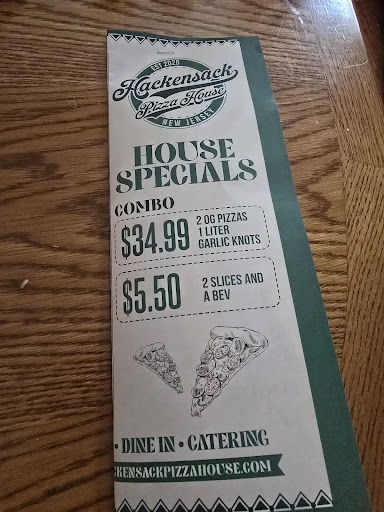 EST 2025
Hackensack
Pizza House
NEW JERSEY
HOUSE
SPECIALS
COMBO
$34.99
2 OG PIZZAS
1 LITER
GARLIC KNOTS
$5.50
2 SLICES AND
A BEV
• DINE IN • CATERING
CKENSACKPIZZAHOUSE.COM